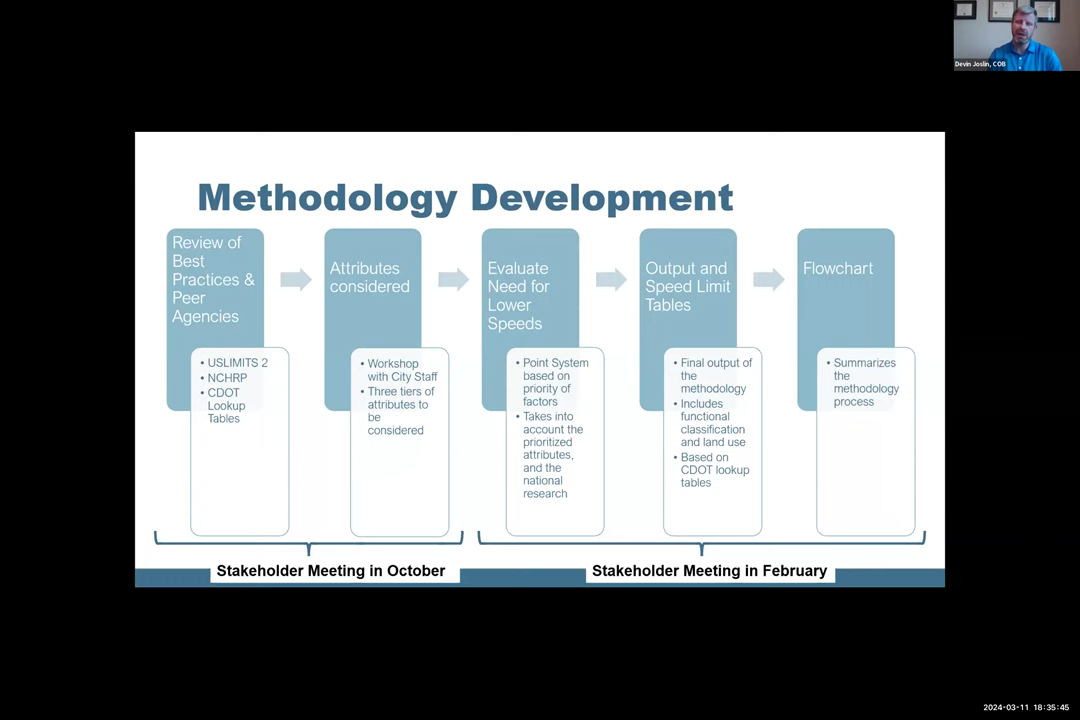 Devin Joslin, COB
Methodology Development
Review of
Best
Practices &
Peer
Agencies
• USLIMITS 2
• NCHRP
• CDOT
Lookup
Tables
Attributes
considered
• Workshop
with City Staff
• Three tiers of
attributes to
be
considered
Evaluate
Need for
Lower
Speeds
• Point System
based on
priority of
factors
• Takes into
account the
prioritized
attributes,
and the
national
research
Output and
Speed Limit
Tables
• Final output of
the
methodology
• Includes
functional
classification
and land use
• Based on
CDOT lookup
tables
Flowchart
• Summarizes
the
methodology
process
Stakeholder Meeting in October
Stakeholder Meeting in February
2024-03-11 18:35:45